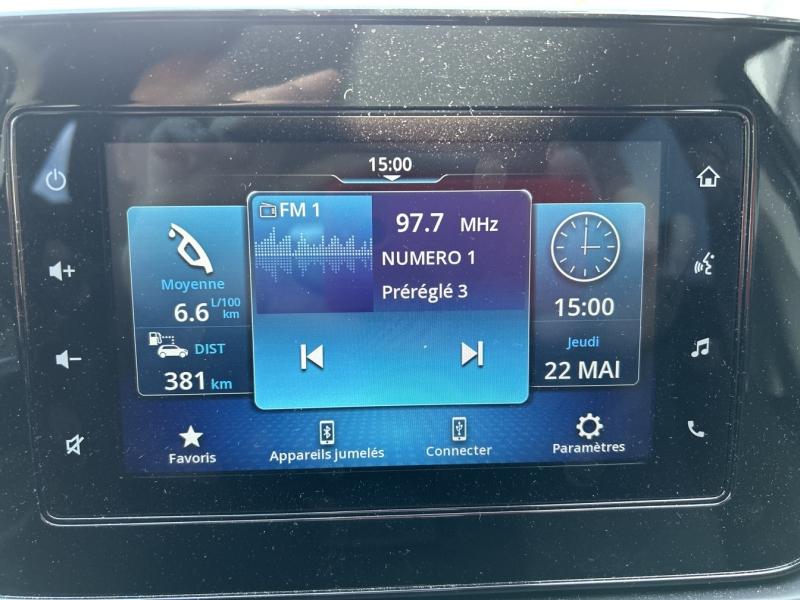 15:00
FM 1
97.7 MHz
NUMERO 1
Préréglé 3
Moyenne
6.6 L/100 km
DIST
381 km
15:00
Jeudi
22 MAI
Favoris
Appareils jumelés
Connecter
Paramètres